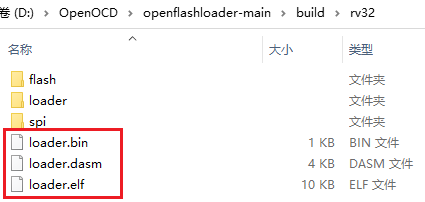 卷 (D:) > OpenOCD > openflashloader-main > build > rv32
名称 大小 类型
flash 文件夹
loader 文件夹
spi 文件夹
loader.bin 1 KB BIN 文件
loader.dasm 4 KB DASM 文件
loader.elf 10 KB ELF 文件